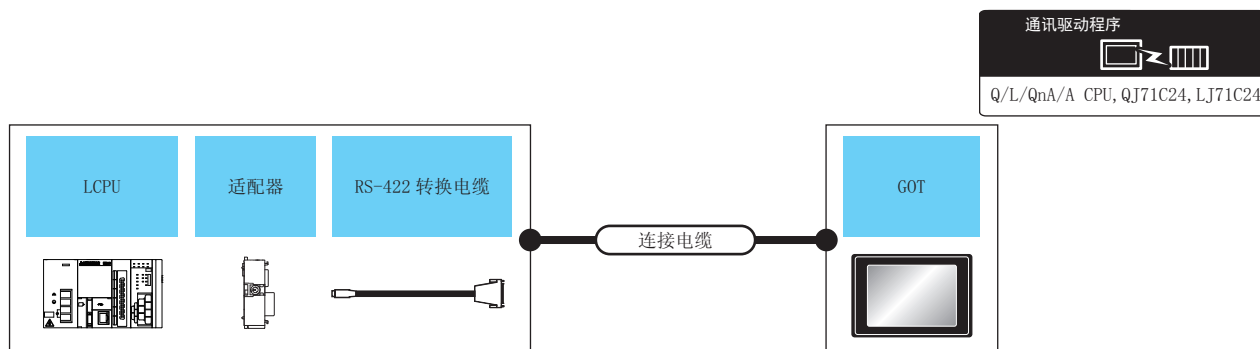 通讯驱动程序
Q/L/QnA/A CPU,QJ71C24,LJ71C24
LCPU
适配器
RS-422 转换电缆
GOT
连接电缆